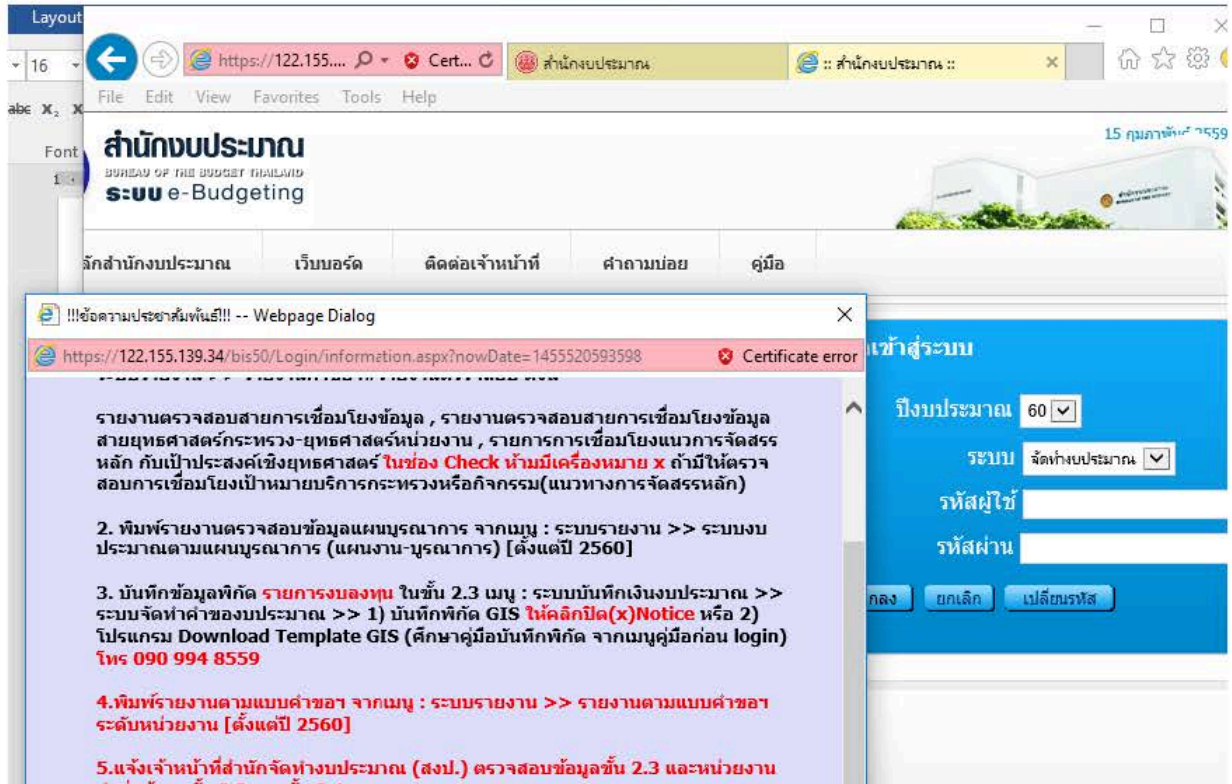 Layout
16
https://122.155....
Cert...
สำนักงบประมาณ
:: สำนักงบประมาณ ::
abc X₂ X
File Edit View Favorites Tools Help
Font
สำนักงบประมาณ
BUREAU OF THE BUDGET THAILAND
ระบบ e-Budgeting
15 กุมภาพันธ์ 2559
1
ลักสำนักงบประมาณ เว็บบอร์ด ติดต่อเจ้าหน้าที่ คำถามบ่อย คู่มือ
!!!ข้อความประชาสัมพันธ์!!! -- Webpage Dialog
https://122.155.139.34/bis50/Login/information.aspx?nowDate=1455520593598
Certificate error
เข้าสู่ระบบ
ปีงบประมาณ 60
ระบบ จัดทำงบประมาณ
รหัสผู้ใช้
รหัสผ่าน
กลง ยกเลิก เปลี่ยนรหัส
รายงานตรวจสอบสายการเชื่อมโยงข้อมูล , รายงานตรวจสอบสายการเชื่อมโยงข้อมูล
สายยุทธศาสตร์กระทรวง-ยุทธศาสตร์หน่วยงาน , รายการการเชื่อมโยงแนวการจัดสรร
หลัก กับเป้าประสงค์เชิงยุทธศาสตร์ ในช่อง Check ห้ามมีเครื่องหมาย x ถ้ามีให้ตรวจ
สอบการเชื่อมโยงเป้าหมายบริการกระทรวงหรือกิจกรรม(แนวทางการจัดสรรหลัก)
2. พิมพ์รายงานตรวจสอบข้อมูลแผนบูรณาการ จากเมนู : ระบบรายงาน >> ระบบงบ
ประมาณตามแผนบูรณาการ (แผนงาน-บูรณาการ) [ตั้งแต่ปี 2560]
3. บันทึกข้อมูลพิกัด รายการงบลงทุน ในขั้น 2.3 เมนู : ระบบบันทึกเงินงบประมาณ >>
ระบบจัดทำคำของบประมาณ >> 1) บันทึกพิกัด GIS ให้คลิกปิด(x)Notice หรือ 2)
โปรแกรม Download Template GIS (ศึกษาคู่มือบันทึกพิกัด จากเมนูคู่มือก่อน login)
โทร 090 994 8559
4.พิมพ์รายงานตามแบบคำขอฯ จากเมนู : ระบบรายงาน >> รายงานตามแบบคำขอฯ
ระดับหน่วยงาน [ตั้งแต่ปี 2560]
5.แจ้งเจ้าหน้าที่สำนักจัดทำงบประมาณ (สงป.) ตรวจสอบข้อมูลขั้น 2.3 และหน่วยงาน